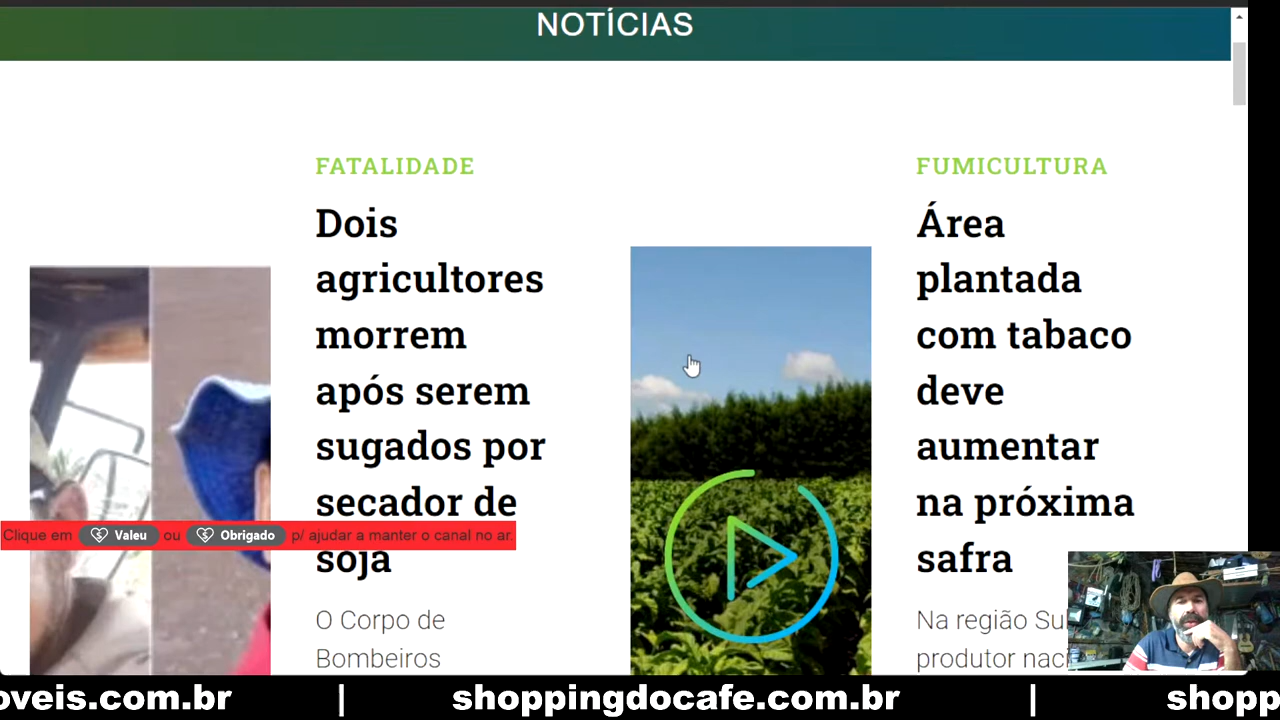 NOTÍCIAS
FATALIDADE
Dois
agricultores
morrem
após serem
sugados por
secador de
soja
O Corpo de
Bombeiros
FUMICULTURA
Área
plantada
com tabaco
deve
aumentar
na próxima
safra
Na região Su
produtor naci
Clique em Valeu ou Obrigado p/ ajudar a manter o canal no ar.
oveis.com.br | shoppingdocafe.com.br | shopp